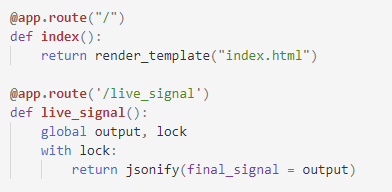 @app.route("/")
def index():
    return render_template("index.html")

@app.route('/live_signal')
def live_signal():
    global output, lock
    with lock:
        return jsonify(final_signal = output)